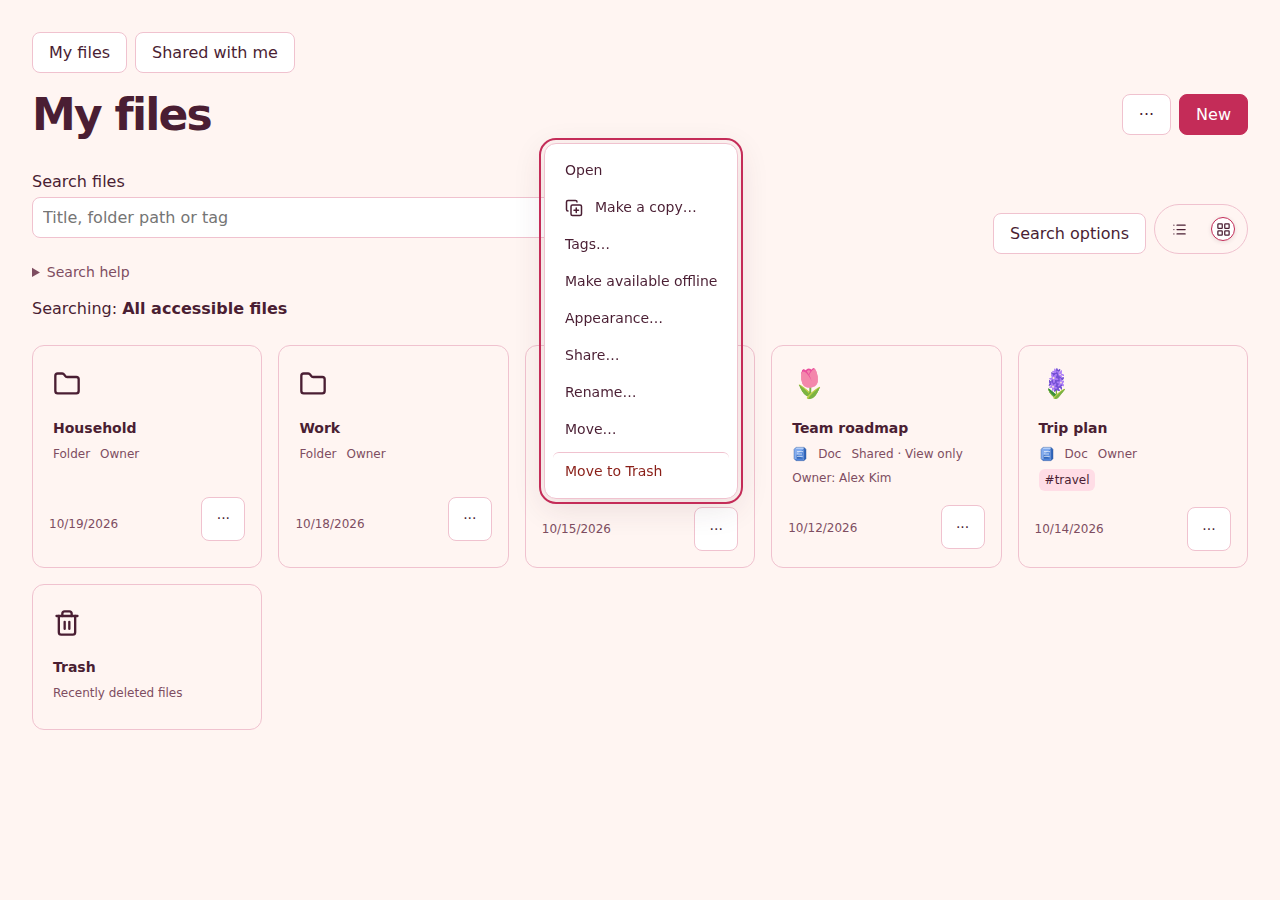 My files
Shared with me
My files
...
New
Search files
Title, folder path or tag
Search options
Search help
Searching: All accessible files
Open
Make a copy…
Tags…
Make available offline
Appearance…
Share…
Rename…
Move…
Move to Trash
Household
Folder Owner
10/19/2026
...
Work
Folder Owner
10/18/2026
...
10/15/2026
...
Team roadmap
Doc Shared · View only
Owner: Alex Kim
10/12/2026
...
Trip plan
Doc Owner
#travel
10/14/2026
...
Trash
Recently deleted files